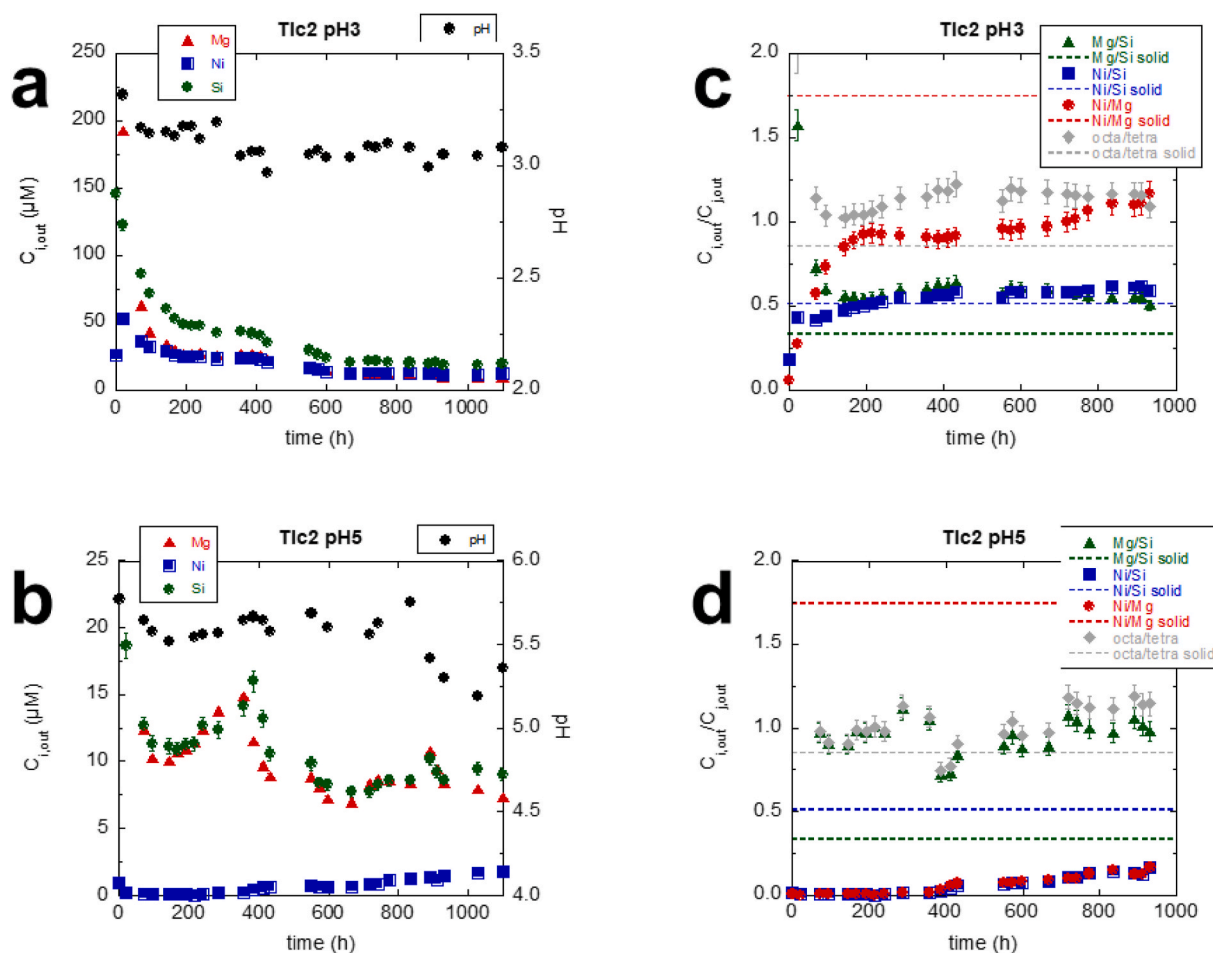 a
Tlc2 pH3
Mg
Ni
Si
pH
250
200
150
100
50
0
C i,out (µM)
3.5
3.0
2.5
2.0
pH
0 200 400 600 800 1000
time (h)
c
Tlc2 pH3
Mg/Si
Mg/Si solid
Ni/Si
Ni/Si solid
Ni/Mg
Ni/Mg solid
octa/tetra
octa/tetra solid
2.0
1.5
1.0
0.5
0.0
C i,out/C j,out
0 200 400 600 800 1000
time (h)
b
Tlc2 pH5
Mg
Ni
Si
pH
25
20
15
10
5
0
C i,out (µM)
6.0
5.5
5.0
4.5
4.0
pH
0 200 400 600 800 1000
time (h)
d
Tlc2 pH5
Mg/Si
Mg/Si solid
Ni/Si
Ni/Si solid
Ni/Mg
Ni/Mg solid
octa/tetra
octa/tetra solid
2.0
1.5
1.0
0.5
0.0
C i,out/C j,out
0 200 400 600 800 1000
time (h)